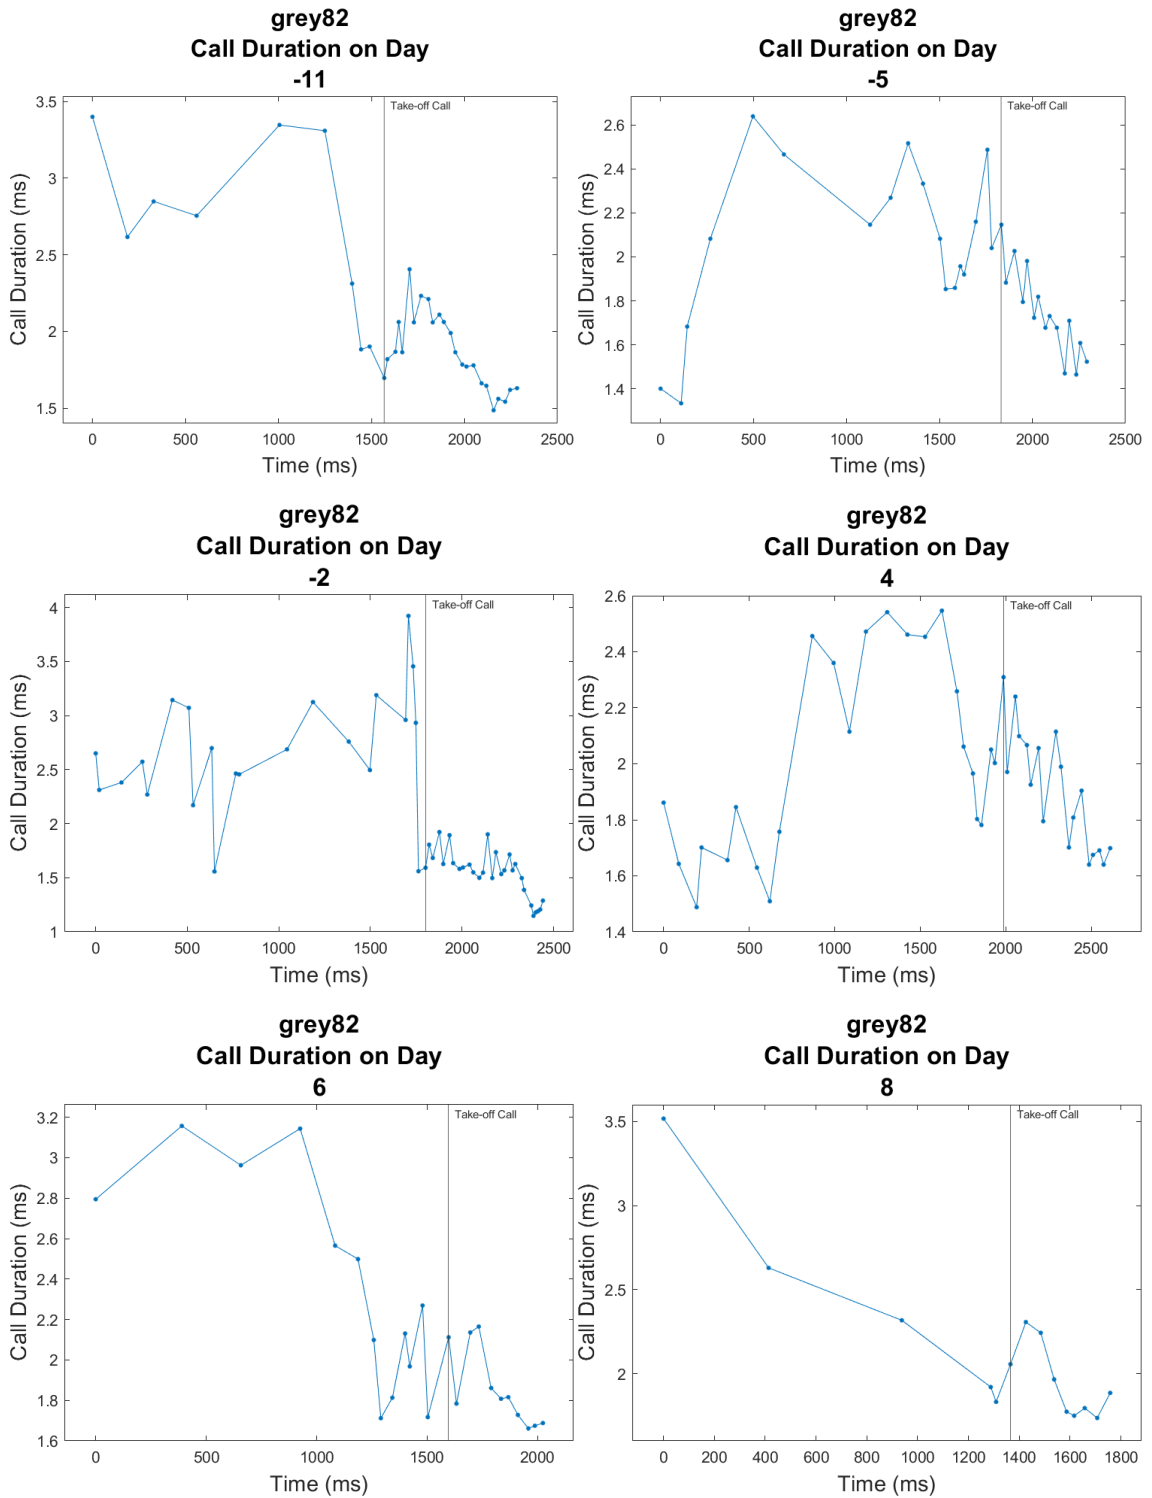 grey82
Call Duration on Day
-11
Take-off Call
Call Duration (ms)
3.5
3
2.5
2
1.5
0
500
1000
1500
2000
2500
Time (ms)
grey82
Call Duration on Day
-5
Take-off Call
Call Duration (ms)
2.6
2.4
2.2
2
1.8
1.6
1.4
0
500
1000
1500
2000
2500
Time (ms)
grey82
Call Duration on Day
-2
Take-off Call
Call Duration (ms)
4
3.5
3
2.5
2
1.5
1
0
500
1000
1500
2000
2500
Time (ms)
grey82
Call Duration on Day
4
Take-off Call
Call Duration (ms)
2.6
2.4
2.2
2
1.8
1.6
1.4
0
500
1000
1500
2000
2500
Time (ms)
grey82
Call Duration on Day
6
Take-off Call
Call Duration (ms)
3.2
3
2.8
2.6
2.4
2.2
2
1.8
1.6
0
500
1000
1500
2000
Time (ms)
grey82
Call Duration on Day
8
Take-off Call
Call Duration (ms)
3.5
3
2.5
2
0
200
400
600
800
1000
1200
1400
1600
1800
Time (ms)